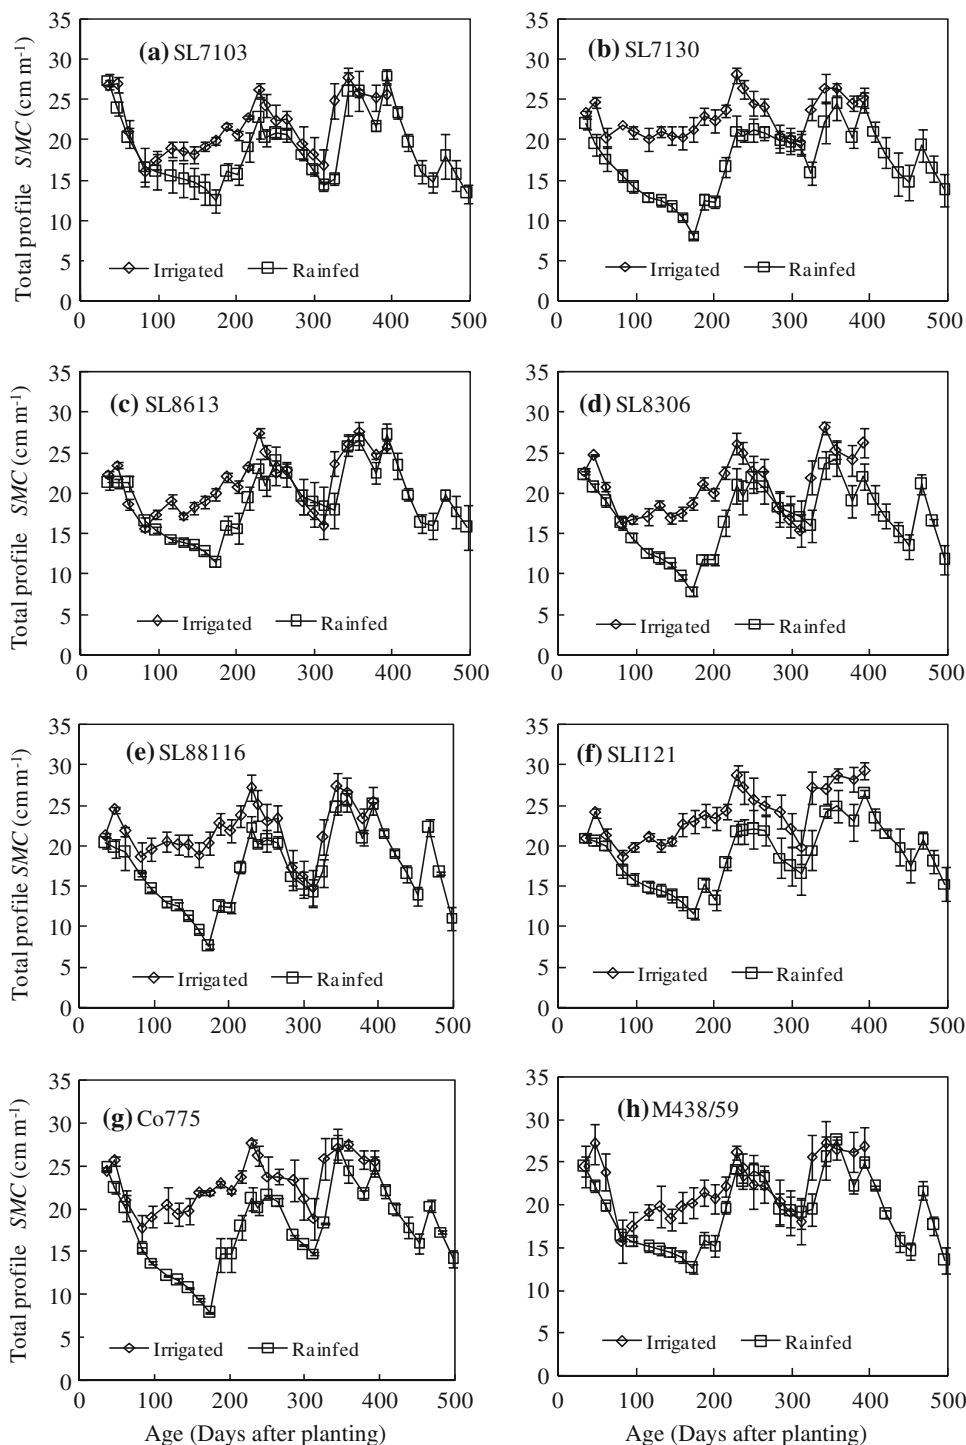 35
30
25
20
15
10
5
0
Total profile SMC (cm m⁻¹)
(a) SL7103
Irrigated Rainfed
100 200 300 400 500
35
30
25
20
15
10
5
0
(b) SL7130
Irrigated Rainfed
0 100 200 300 400 500
35
30
25
20
15
10
5
0
Total profile SMC (cm m⁻¹)
(c) SL8613
Irrigated Rainfed
0 100 200 300 400 500
35
30
25
20
15
10
5
0
(d) SL8306
Irrigated Rainfed
0 100 200 300 400 500
35
30
25
20
15
10
5
0
Total profile SMC (cm m⁻¹)
(e) SL88116
Irrigated Rainfed
0 100 200 300 400 500
35
30
25
20
15
10
5
0
(f) SLI121
Irrigated Rainfed
0 100 200 300 400 500
35
30
25
20
15
10
5
0
Total profile SMC (cm m⁻¹)
(g) Co775
Irrigated Rainfed
0 100 200 300 400 500
Age (Days after planting)
35
30
25
20
15
10
5
0
(h) M438/59
Irrigated Rainfed
0 100 200 300 400 500
Age (Days after planting)